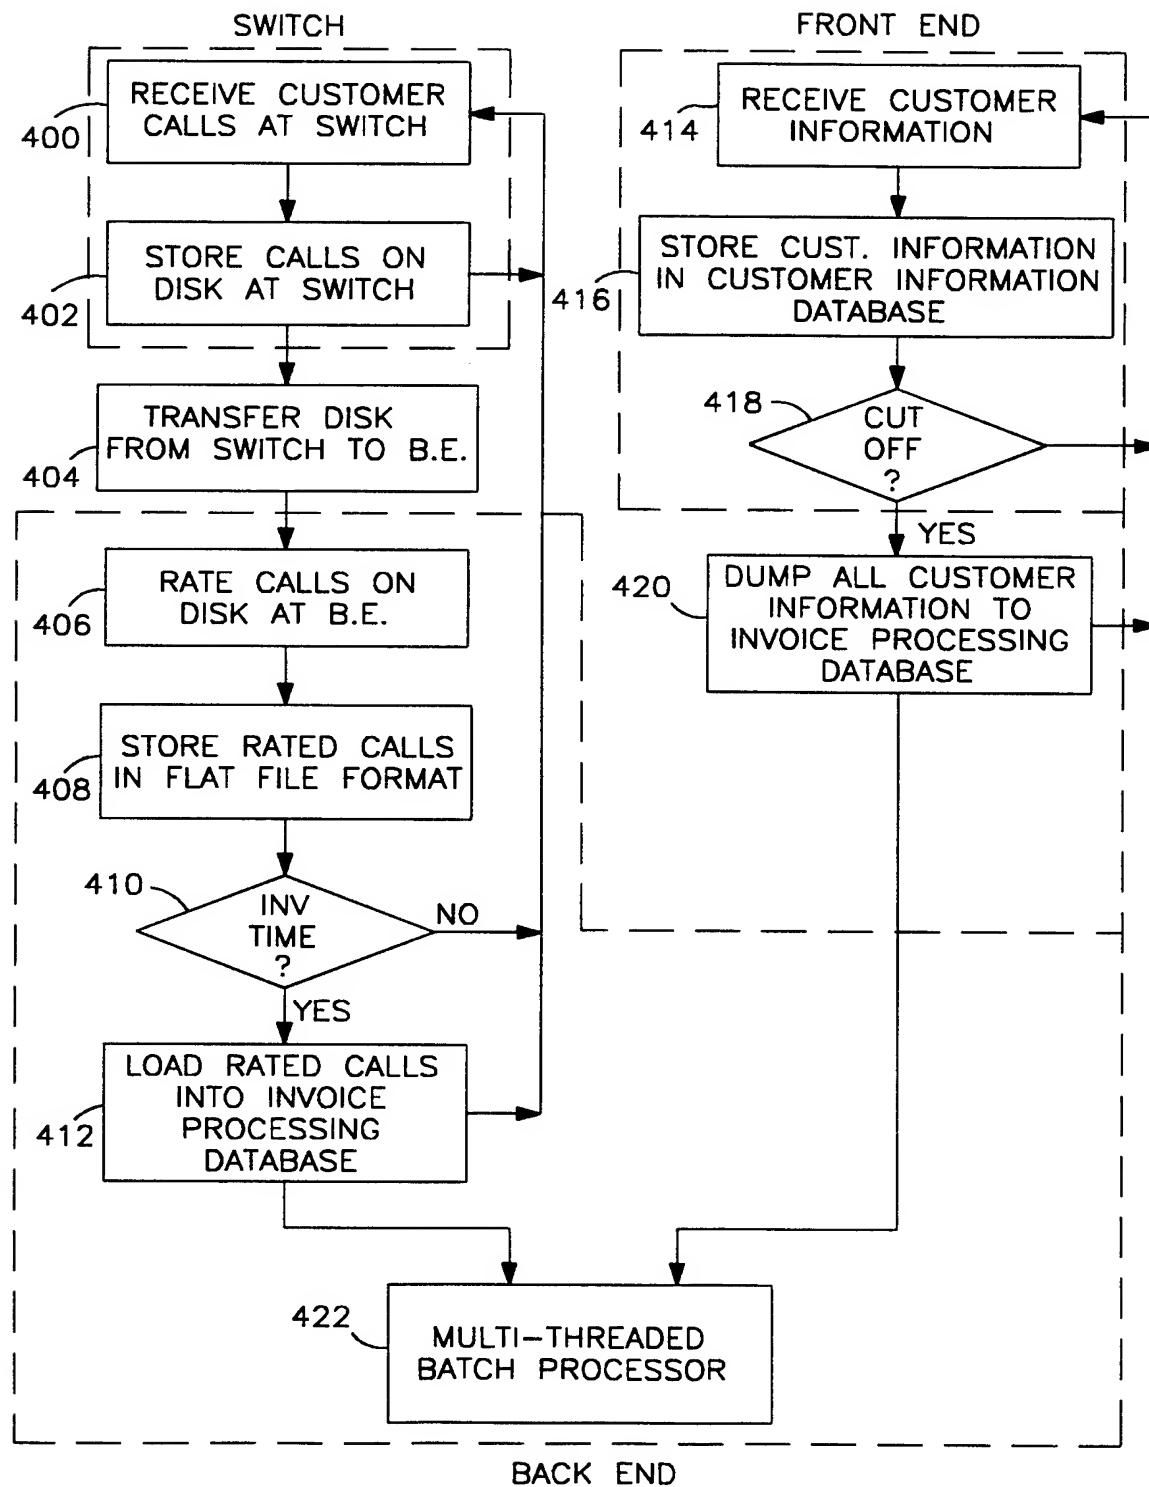 SWITCH
RECEIVE CUSTOMER
CALLS AT SWITCH
400
STORE CALLS ON
DISK AT SWITCH
402
TRANSFER DISK
FROM SWITCH TO B.E.
404
RATE CALLS ON
DISK AT B.E.
406
STORE RATED CALLS
IN FLAT FILE FORMAT
408
410
INV
TIME
?
NO
YES
LOAD RATED CALLS
INTO INVOICE
PROCESSING
DATABASE
412
FRONT END
RECEIVE CUSTOMER
INFORMATION
414
STORE CUST. INFORMATION
IN CUSTOMER INFORMATION
DATABASE
416
418
CUT
OFF
?
YES
DUMP ALL CUSTOMER
INFORMATION TO
INVOICE PROCESSING
DATABASE
420
422
MULTI-THREADED
BATCH PROCESSOR
BACK END